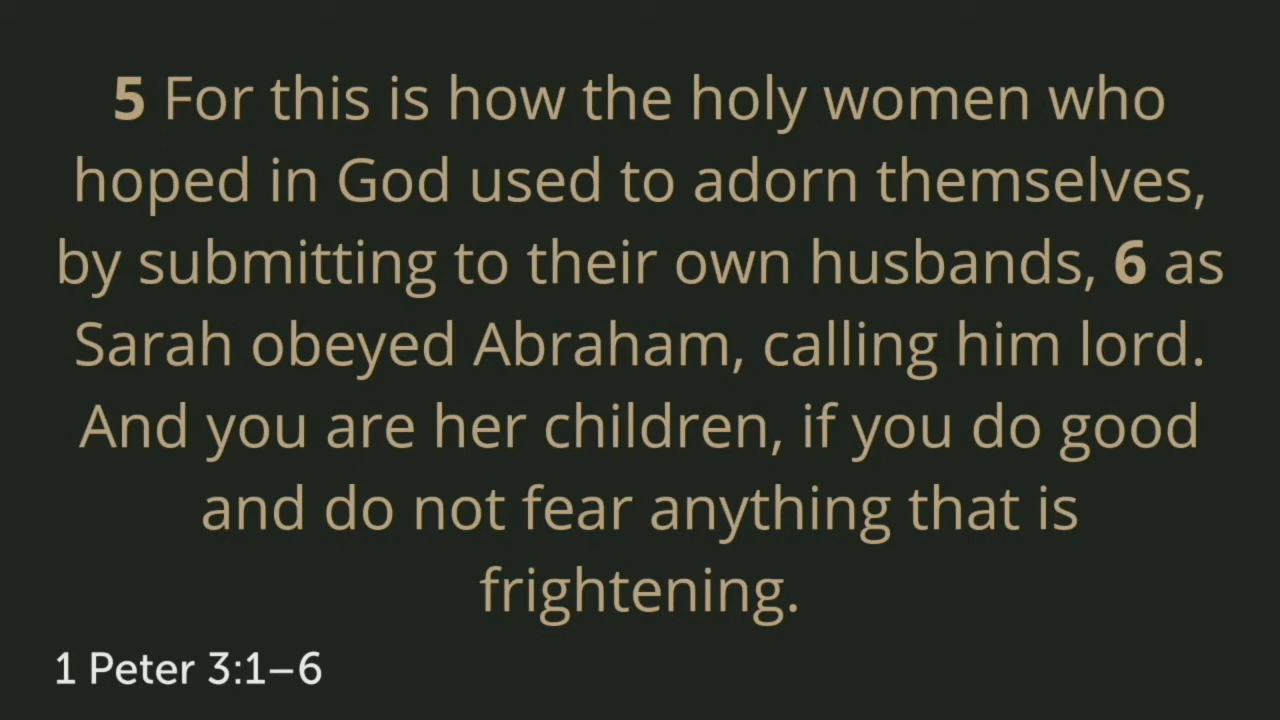 5 For this is how the holy women who
hoped in God used to adorn themselves,
by submitting to their own husbands, 6 as
Sarah obeyed Abraham, calling him lord.
And you are her children, if you do good
and do not fear anything that is
frightening.
1 Peter 3:1–6